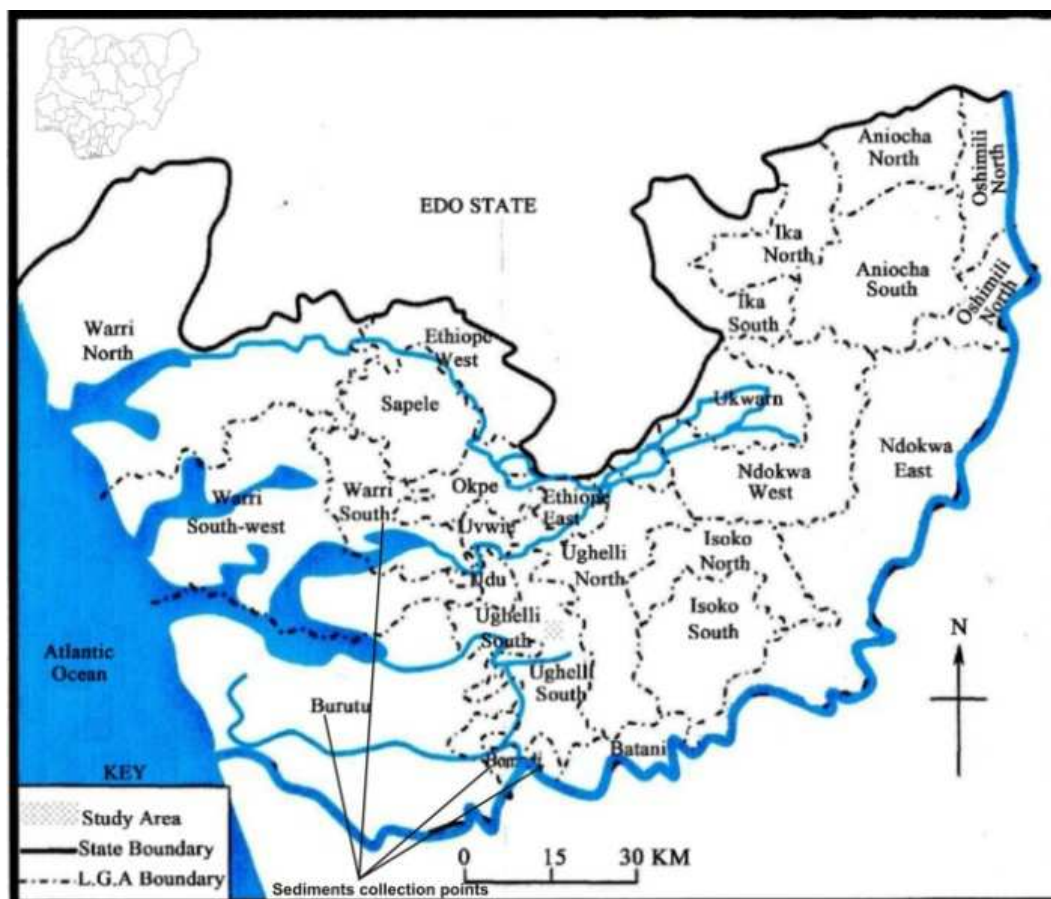 EDO STATE
Aniocha
North
Oshimili
North
Ika
North
Aniocha
South
Oshimili
North
Ika
South
Warri
North
Ethiope
West
Sapele
Ukwarn
Ndokwa
East
Ndokwa
West
Okpe
Ethiope
East
Warri
South
Warri
South-west
Uvwie
Udu
Ughelli
North
Isoko
North
Isoko
South
Ughelli
South
Ughelli
South
Atlantic
Ocean
Burutu
Batani
N
KEY
Study Area
State Boundary
L.G.A Boundary
0 15 30 KM
Sediments collection points